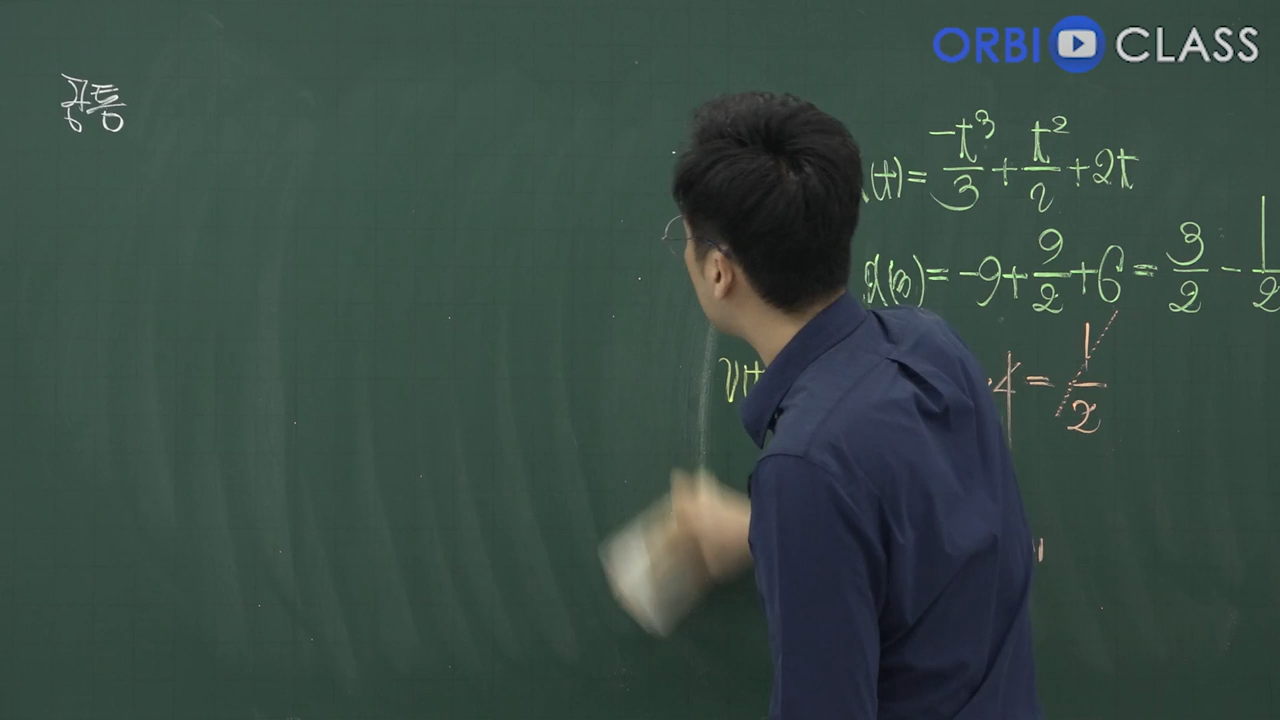 ORBI CLASS
공통
(t) = -t³/3 + t²/2 + 2t
(3) = -9 + 9/2 + 6 = 3/2 - 1/2
4 = 1/2